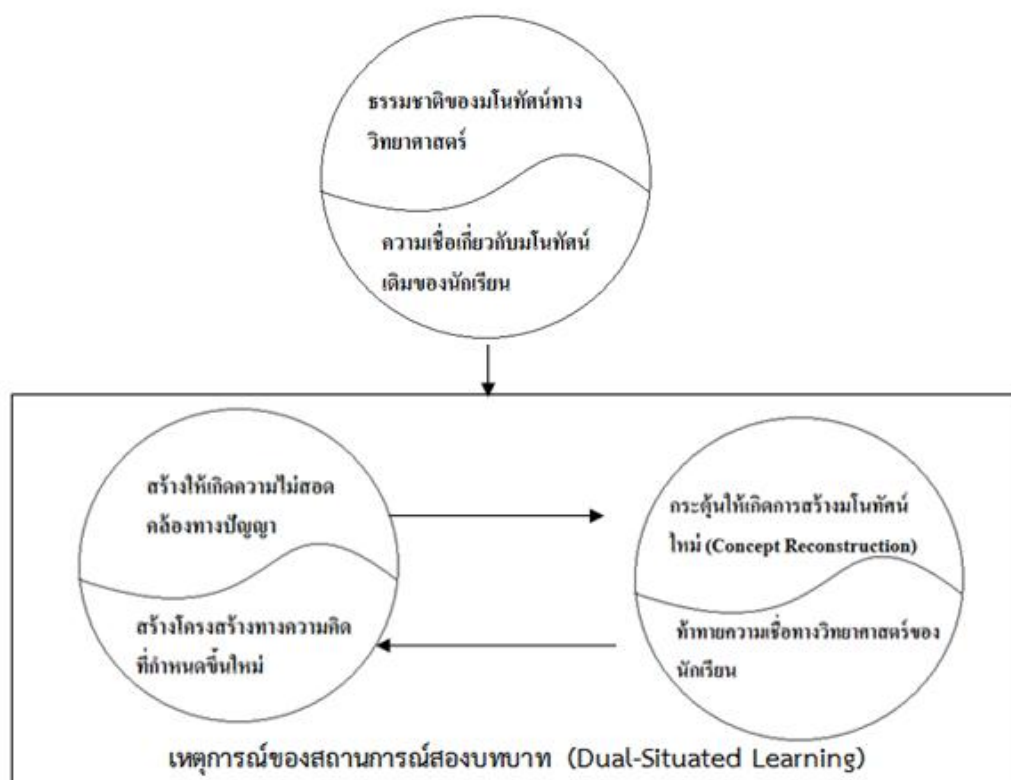 ธรรมชาติของมโนทัศน์ทาง
วิทยาศาสตร์
ความเชื่อเกี่ยวกับมโนทัศน์
เดิมของนักเรียน
สร้างให้เกิดความไม่สอด
คล้องทางปัญญา
สร้างโครงสร้างทางความคิด
ที่กำหนดขึ้นใหม่
กระตุ้นให้เกิดการสร้างมโนทัศน์
ใหม่ (Concept Reconstruction)
ท้าทายความเชื่อทางวิทยาศาสตร์ของ
นักเรียน
เหตุการณ์ของสถานการณ์สองบทบาท (Dual-Situated Learning)